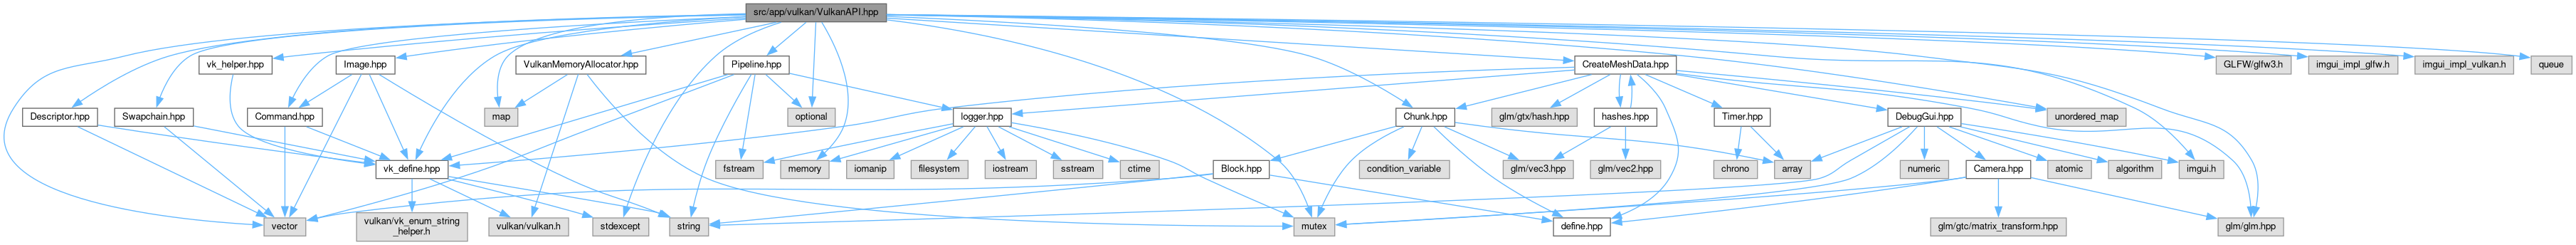 src/app/vulkan/VulkanAPI.hpp
vk_helper.hpp
Image.hpp
VulkanMemoryAllocator.hpp
Pipeline.hpp
CreateMeshData.hpp
GLFW/glfw3.h
imgui_impl_glfw.h
imgui_impl_vulkan.h
queue
Descriptor.hpp
Swapchain.hpp
Command.hpp
map
optional
logger.hpp
Chunk.hpp
glm/gtx/hash.hpp
hashes.hpp
Timer.hpp
DebugGui.hpp
unordered_map
vk_define.hpp
fstream
memory
iomanip
filesystem
iostream
sstream
ctime
Block.hpp
condition_variable
glm/vec3.hpp
glm/vec2.hpp
chrono
array
numeric
Camera.hpp
atomic
algorithm
imgui.h
vector
vulkan/vk_enum_string
_helper.h
vulkan/vulkan.h
stdexcept
string
mutex
define.hpp
glm/gtc/matrix_transform.hpp
glm/glm.hpp